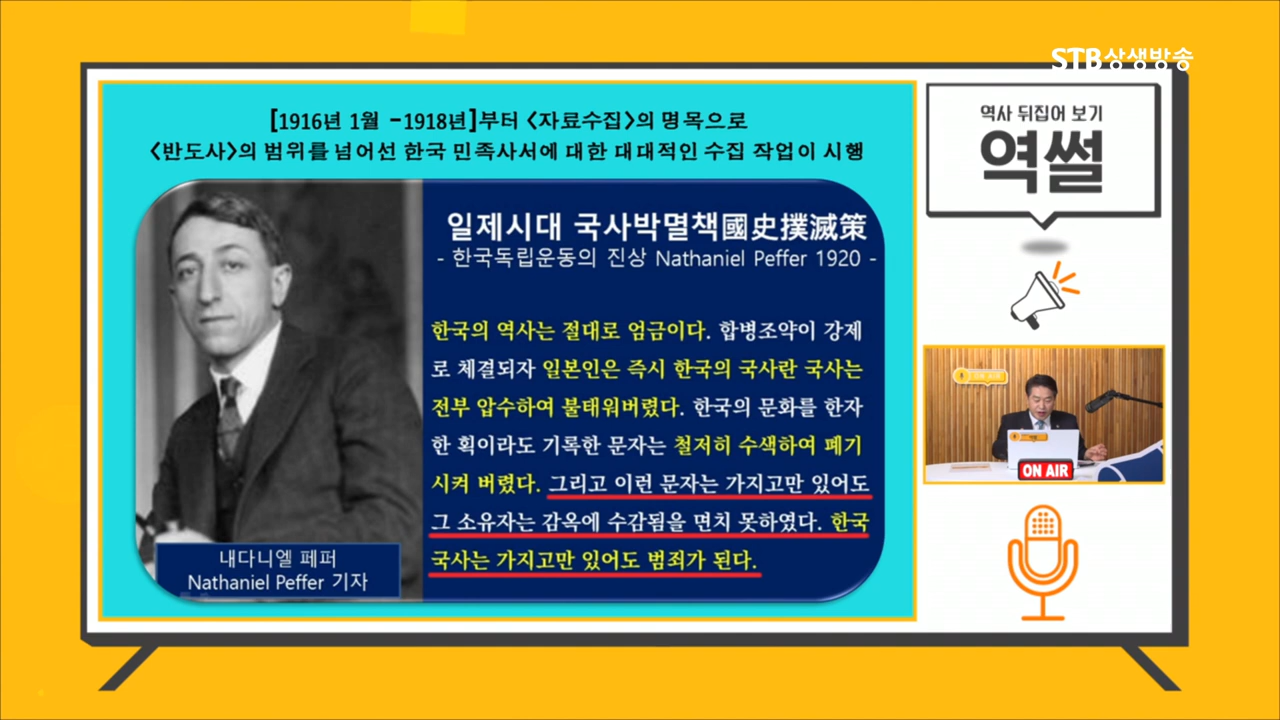 STB상생방송
[1916년 1월 -1918년]부터 <자료수집>의 명목으로
<반도사>의 범위를 넘어선 한국 민족사서에 대한 대대적인 수집 작업이 시행
일제시대 국사박멸책國史撲滅策
- 한국독립운동의 진상 Nathaniel Peffer 1920 -
한국의 역사는 절대로 엄금이다. 합병조약이 강제
로 체결되자 일본인은 즉시 한국의 국사란 국사는
전부 압수하여 불태워버렸다. 한국의 문화를 한자
한 획이라도 기록한 문자는 철저히 수색하여 폐기
시켜 버렸다. 그리고 이런 문자는 가지고만 있어도
그 소유자는 감옥에 수감됨을 면치 못하였다. 한국
국사는 가지고만 있어도 범죄가 된다.
내다니엘 페퍼
Nathaniel Peffer 기자
역사 뒤집어 보기
역썰
ON AIR